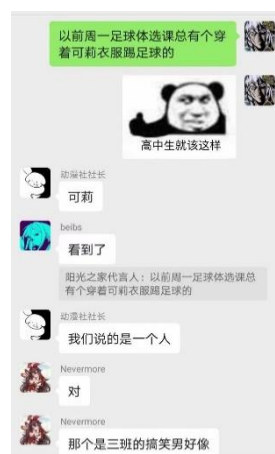 以前周一足球体选课总有个穿
着可莉衣服踢足球的
高中生就该这样
动漫社社长
可莉
beibs
看到了
阳光之家代言人：以前周一足球体选课总
有个穿着可莉衣服踢足球的
动漫社社长
我们说的是一个人
Nevermore
对
Nevermore
那个是三班的搞笑男好像